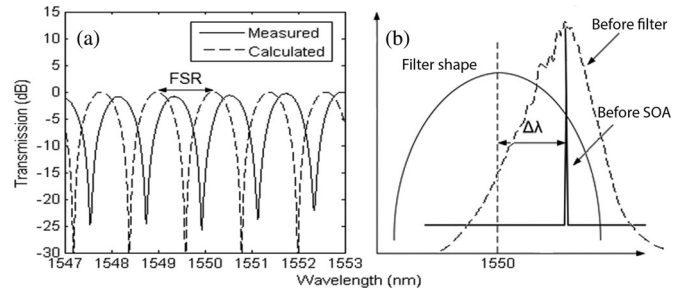 (a)
Measured
Calculated
FSR
Transmission (dB)
15
10
5
0
-5
-10
-15
-20
-25
-30
1547 1548 1549 1550 1551 1552 1553
Wavelength (nm)
(b)
Before filter
Filter shape
Before SOA
Δλ
1550